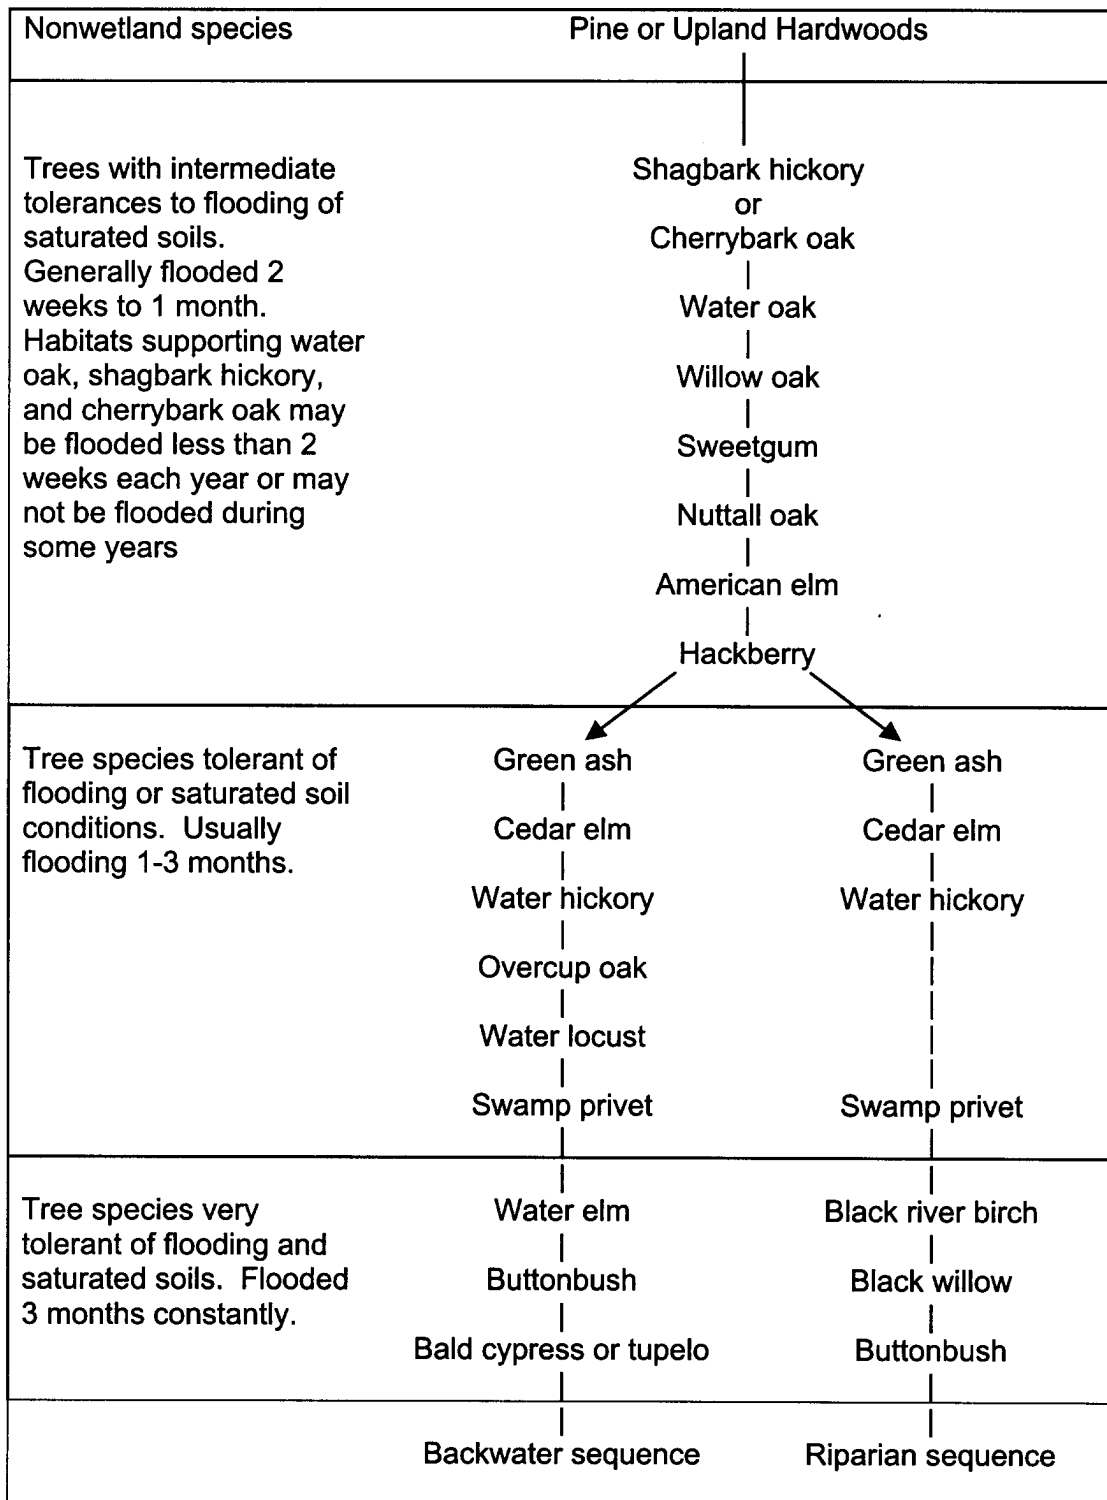 Nonwetland species
Pine or Upland Hardwoods
Trees with intermediate
tolerances to flooding of
saturated soils.
Generally flooded 2
weeks to 1 month.
Habitats supporting water
oak, shagbark hickory,
and cherrybark oak may
be flooded less than 2
weeks each year or may
not be flooded during
some years
Shagbark hickory
or
Cherrybark oak
Water oak
Willow oak
Sweetgum
Nuttall oak
American elm
Hackberry
Tree species tolerant of
flooding or saturated soil
conditions. Usually
flooding 1-3 months.
Green ash
Cedar elm
Water hickory
Overcup oak
Water locust
Swamp privet
Green ash
Cedar elm
Water hickory
Swamp privet
Tree species very
tolerant of flooding and
saturated soils. Flooded
3 months constantly.
Water elm
Buttonbush
Bald cypress or tupelo
Black river birch
Black willow
Buttonbush
Backwater sequence
Riparian sequence